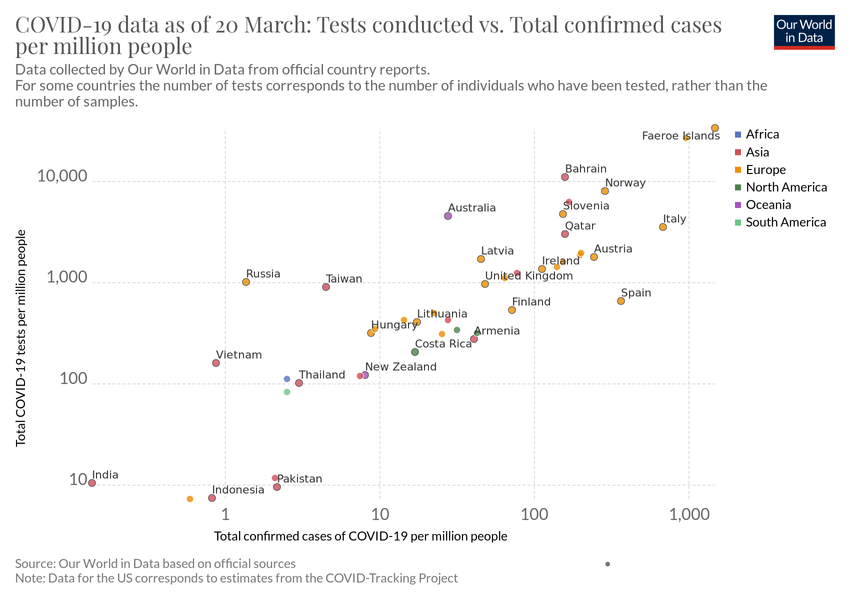 COVID-19 data as of 20 March: Tests conducted vs. Total confirmed cases
per million people
Our World
in Data
Data collected by Our World in Data from official country reports.
For some countries the number of tests corresponds to the number of individuals who have been tested, rather than the
number of samples.
Total COVID-19 tests per million people
10,000
1,000
100
10
Faeroe Islands
Bahrain
Norway
Australia
Slovenia
Italy
Qatar
Latvia
Austria
Ireland
Russia
Taiwan
United Kingdom
Spain
Finland
Lithuania
Hungary
Armenia
Costa Rica
Vietnam
New Zealand
Thailand
India
Pakistan
Indonesia
1
10
100
1,000
Total confirmed cases of COVID-19 per million people
Africa
Asia
Europe
North America
Oceania
South America
Source: Our World in Data based on official sources
Note: Data for the US corresponds to estimates from the COVID-Tracking Project